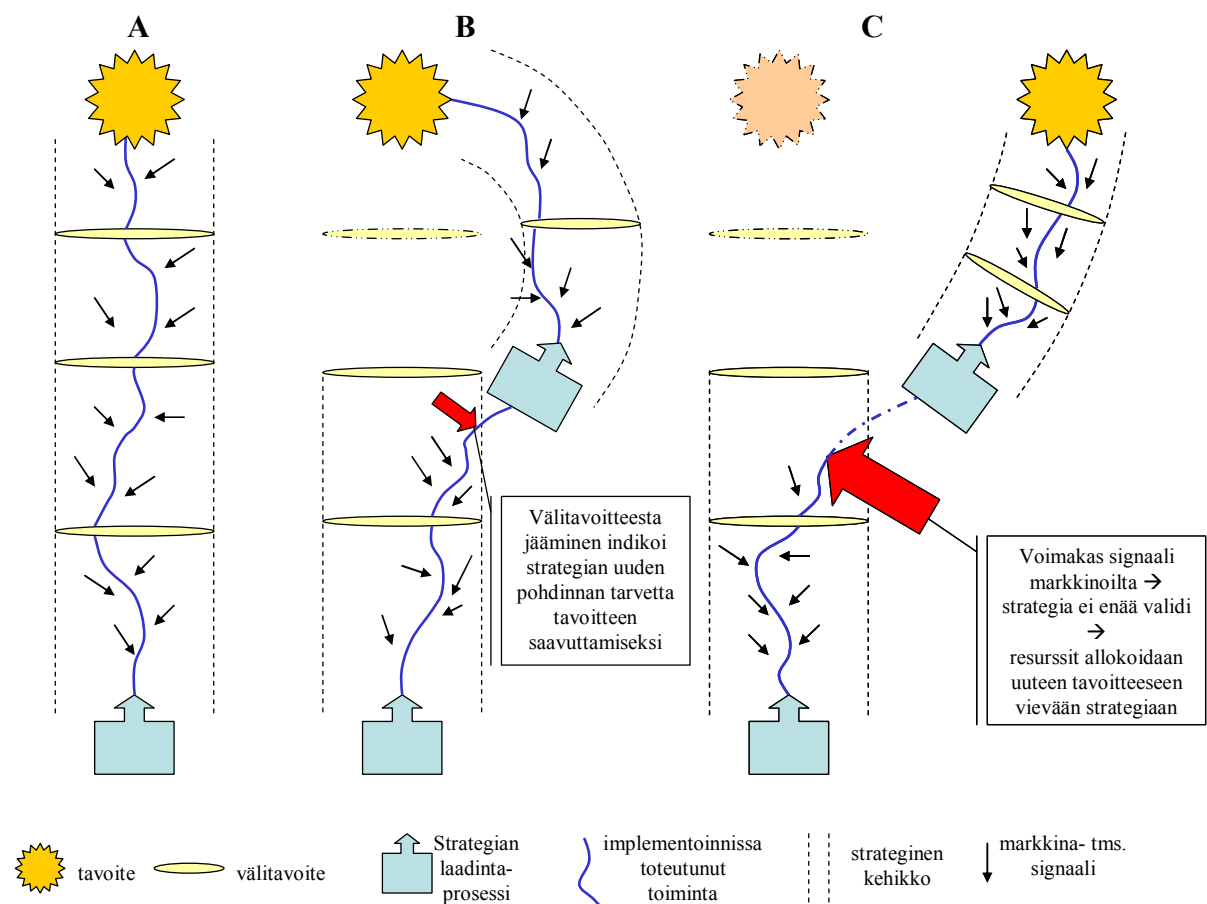 A
B
C
Välitavoitteesta
jääminen indikoi
strategian uuden
pohdinnan tarvetta
tavoitteen
saavuttamiseksi
Voimakas signaali
markkinoilta →
strategia ei enää validi
→
resurssit allokoidaan
uuteen tavoitteeseen
vievään strategiaan
tavoite
välitavoite
Strategian
laadinta-
prosessi
implementoinnissa
toteutunut
toiminta
strateginen
kehikko
markkina- tms.
signaali